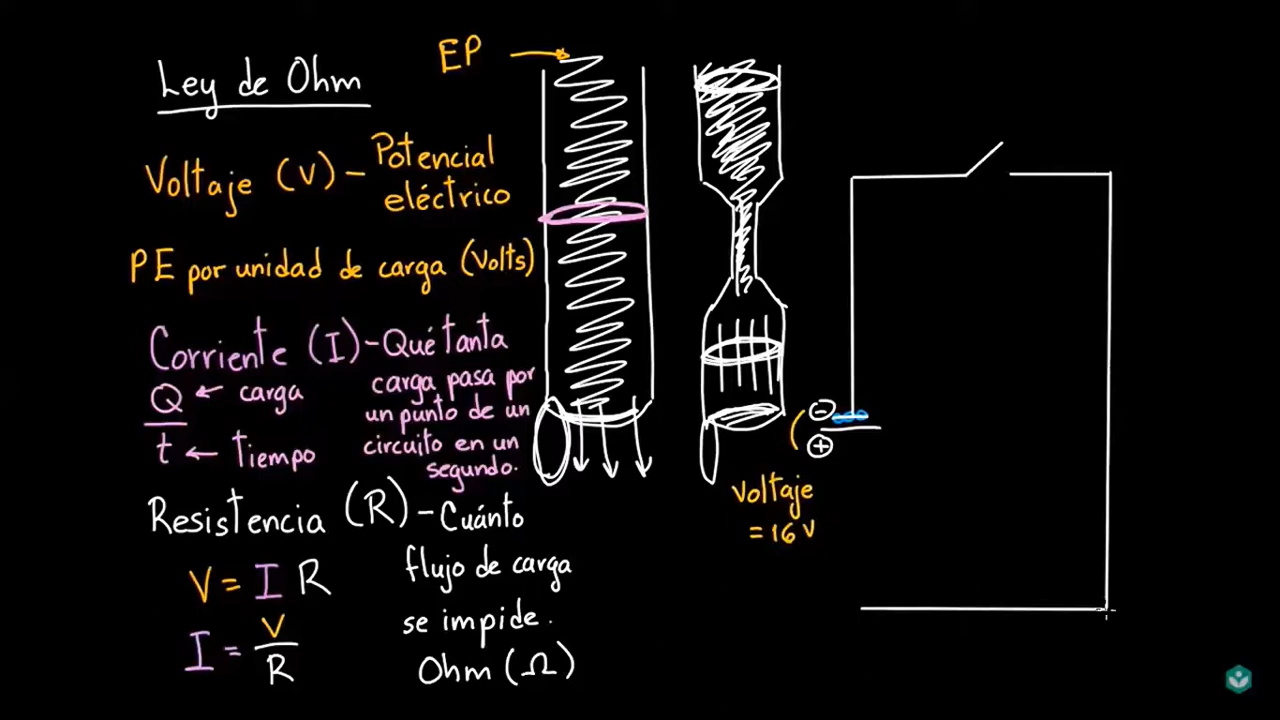 Ley de Ohm
EP
Voltaje (V) – Potencial
eléctrico
PE por unidad de carga (Volts)
Corriente (I) – Qué tanta
carga pasa por
un punto de un
circuito en un
segundo.
Q ← carga
t ← Tiempo
Resistencia (R) – Cuánto
flujo de carga
se impide.
Ohm (Ω)
V = I R
I = V
R
−
+
Voltaje
= 16 V